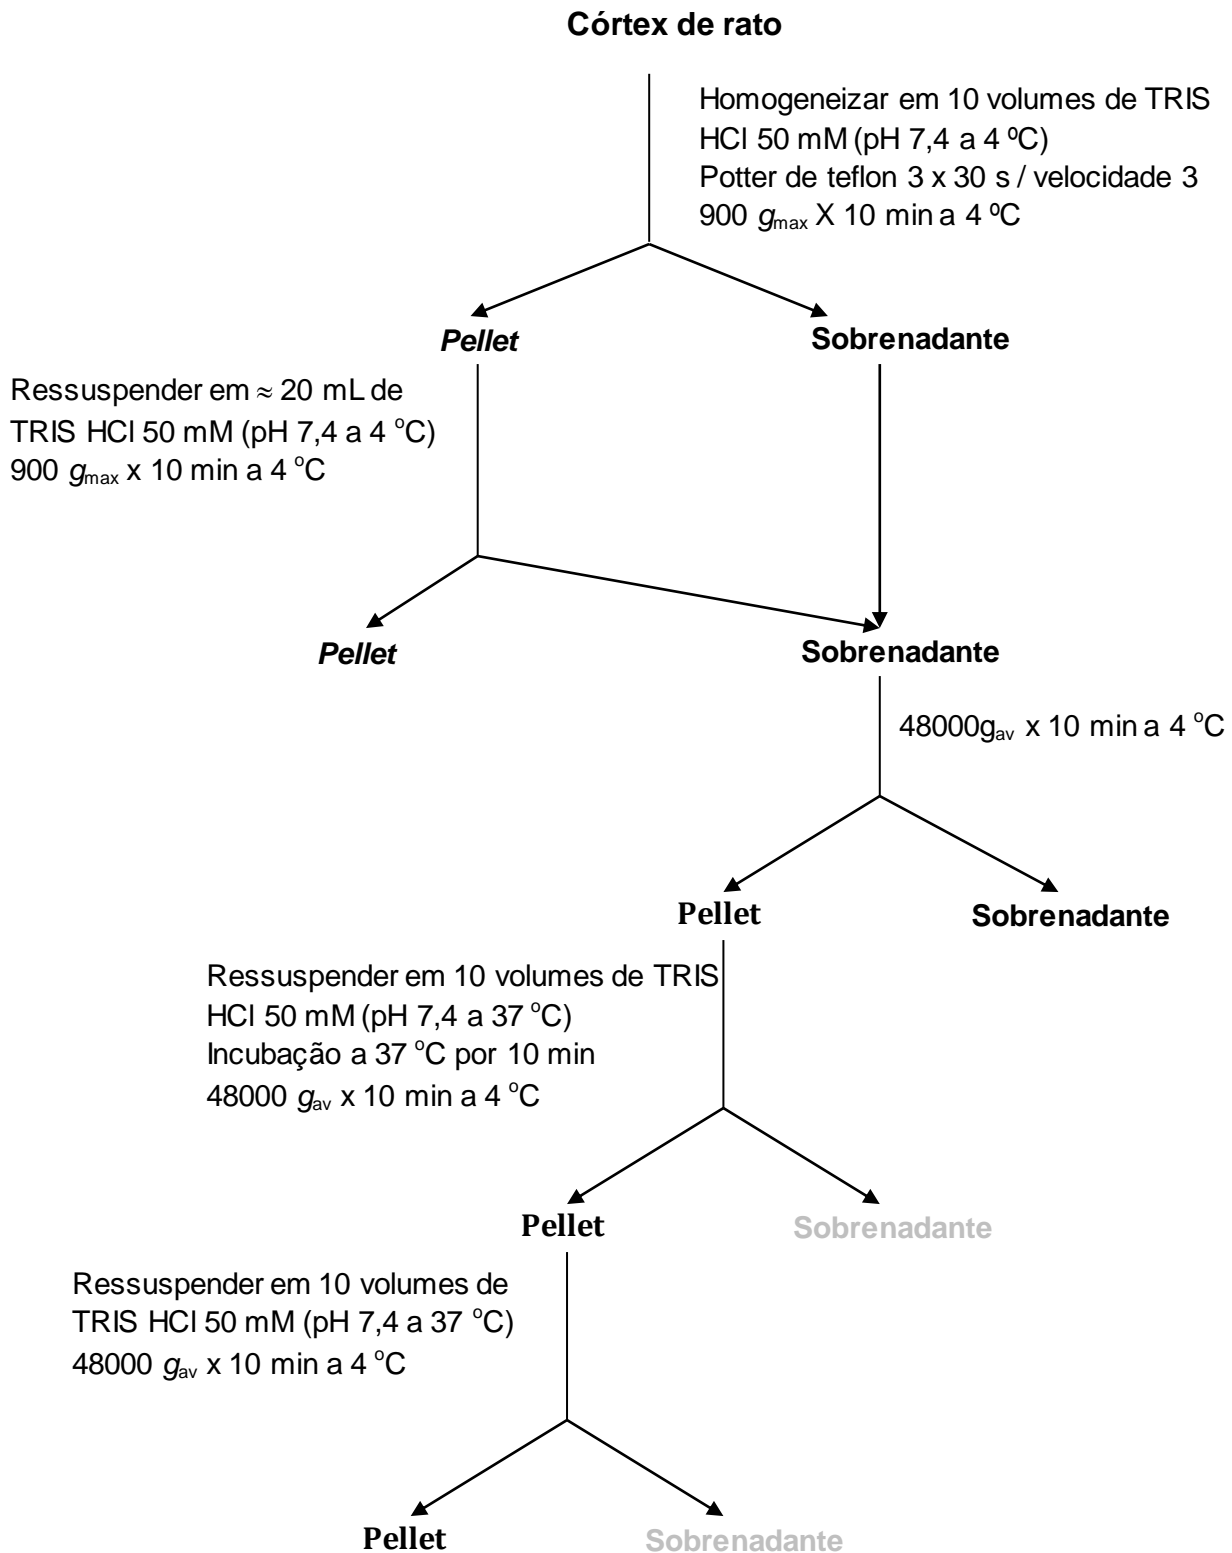 Córtex de rato
Homogeneizar em 10 volumes de TRIS
HCl 50 mM (pH 7,4 a 4 ºC)
Potter de teflon 3 x 30 s / velocidade 3
900 gmax X 10 min a 4 ºC
Pellet
Sobrenadante
Ressuspender em ≈ 20 mL de
TRIS HCl 50 mM (pH 7,4 a 4 °C)
900 gmax x 10 min a 4 °C
Pellet
Sobrenadante
48000gav x 10 min a 4 °C
Pellet
Sobrenadante
Ressuspender em 10 volumes de TRIS
HCl 50 mM (pH 7,4 a 37 °C)
Incubação a 37 °C por 10 min
48000 gav x 10 min a 4 °C
Pellet
Sobrenadante
Ressuspender em 10 volumes de
TRIS HCl 50 mM (pH 7,4 a 37 °C)
48000 gav x 10 min a 4 °C
Pellet
Sobrenadante